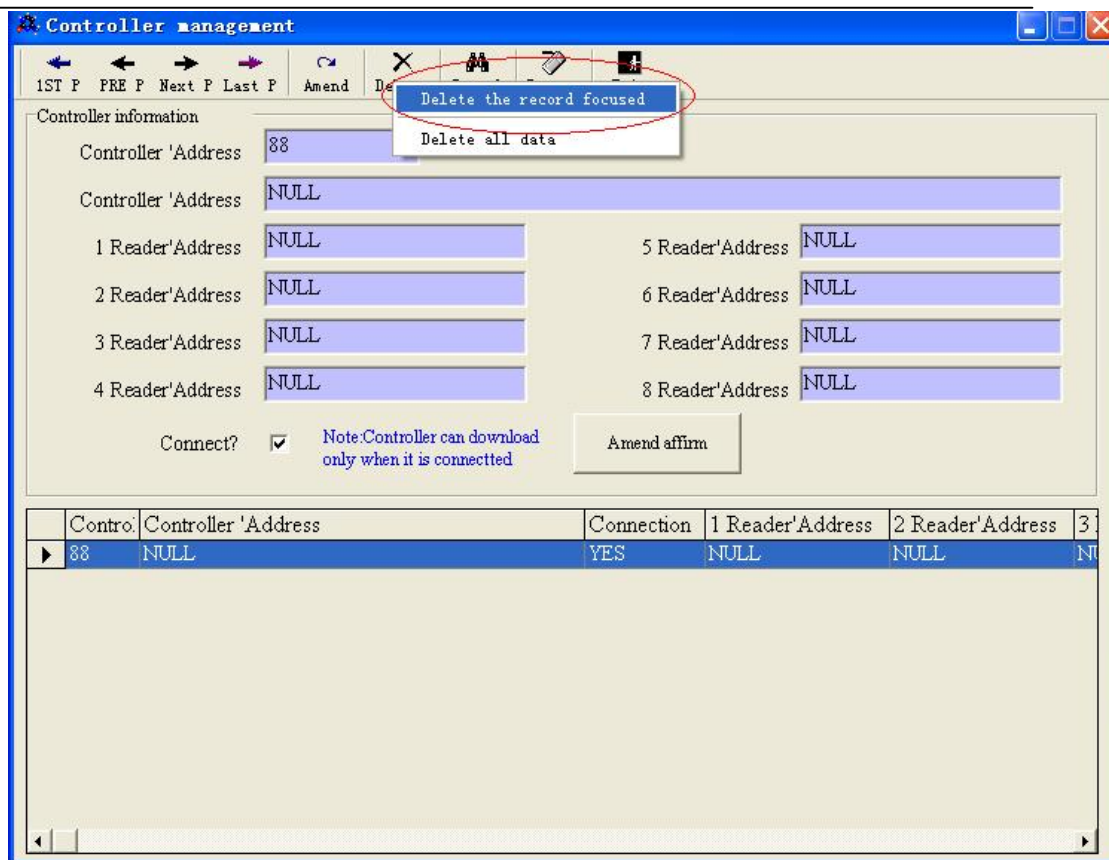 Controller management
1ST P PRE P Next P Last P Amend
Delete the record focused
Delete all data
Controller information
Controller 'Address 88
Controller 'Address NULL
1 Reader'Address NULL 5 Reader'Address NULL
2 Reader'Address NULL 6 Reader'Address NULL
3 Reader'Address NULL 7 Reader'Address NULL
4 Reader'Address NULL 8 Reader'Address NULL
Connect? Note:Controller can download
only when it is connectted
Amend affirm
Contro Controller 'Address Connection 1 Reader'Address 2 Reader'Address 3
88 NULL YES NULL NULL